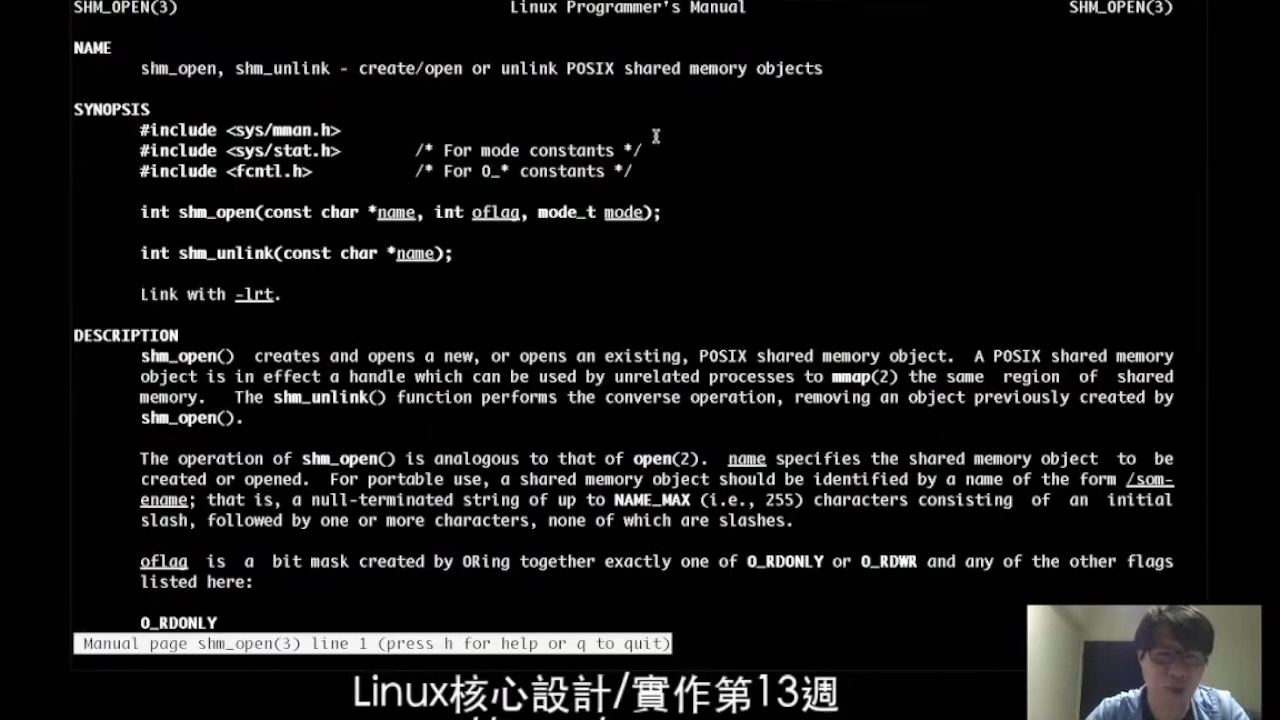 SHM_OPEN(3) Linux Programmer's Manual SHM_OPEN(3)
NAME
shm_open, shm_unlink - create/open or unlink POSIX shared memory objects
SYNOPSIS
#include <sys/mman.h>
#include <sys/stat.h> /* For mode constants */
#include <fcntl.h> /* For O_* constants */
int shm_open(const char *name, int oflag, mode_t mode);
int shm_unlink(const char *name);
Link with -lrt.
DESCRIPTION
shm_open() creates and opens a new, or opens an existing, POSIX shared memory object. A POSIX shared memory
object is in effect a handle which can be used by unrelated processes to mmap(2) the same region of shared
memory. The shm_unlink() function performs the converse operation, removing an object previously created by
shm_open().
The operation of shm_open() is analogous to that of open(2). name specifies the shared memory object to be
created or opened. For portable use, a shared memory object should be identified by a name of the form /som-
ename; that is, a null-terminated string of up to NAME_MAX (i.e., 255) characters consisting of an initial
slash, followed by one or more characters, none of which are slashes.
oflag is a bit mask created by ORing together exactly one of O_RDONLY or O_RDWR and any of the other flags
listed here:
O_RDONLY
Manual page shm_open(3) line 1 (press h for help or q to quit)
Linux核心設計/實作第13週